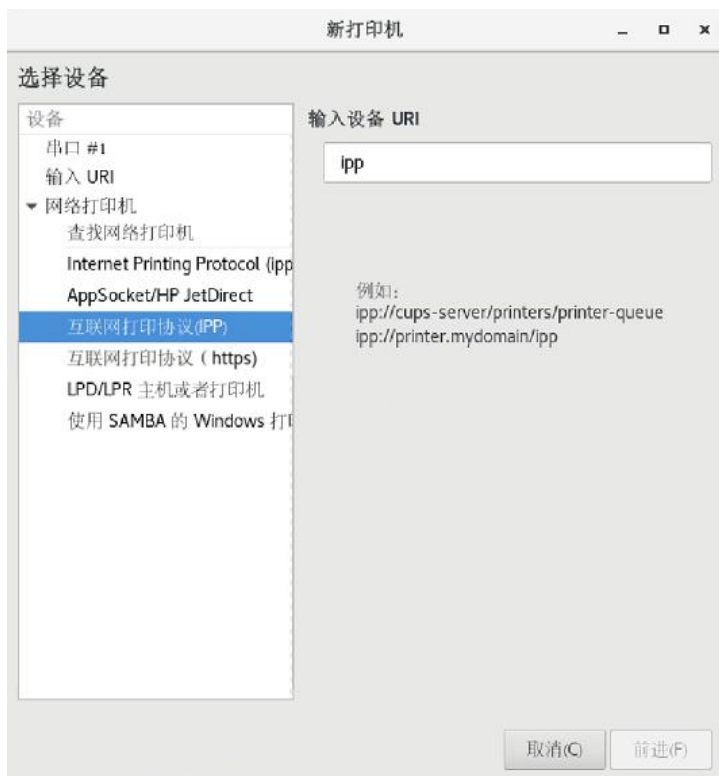 新打印机
选择设备
设备
串口 #1
输入 URI
网络打印机
查找网络打印机
Internet Printing Protocol (ipp
AppSocket/HP JetDirect
互联网打印协议(IPP)
互联网打印协议（https)
LPD/LPR 主机或者打印机
使用 SAMBA 的 Windows 打
输入设备 URI
ipp
例如：
ipp://cups-server/printers/printer-queue
ipp://printer.mydomain/ipp
取消(C)
前进(F)